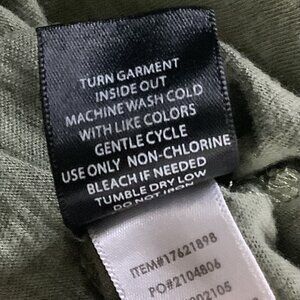 TURN GARMENT
INSIDE OUT
MACHINE WASH COLD
WITH LIKE COLORS
GENTLE CYCLE
USE ONLY NON-CHLORINE
BLEACH IF NEEDED
TUMBLE DRY LOW
DO NOT IRON
ITEM#17621898
PO#2104806